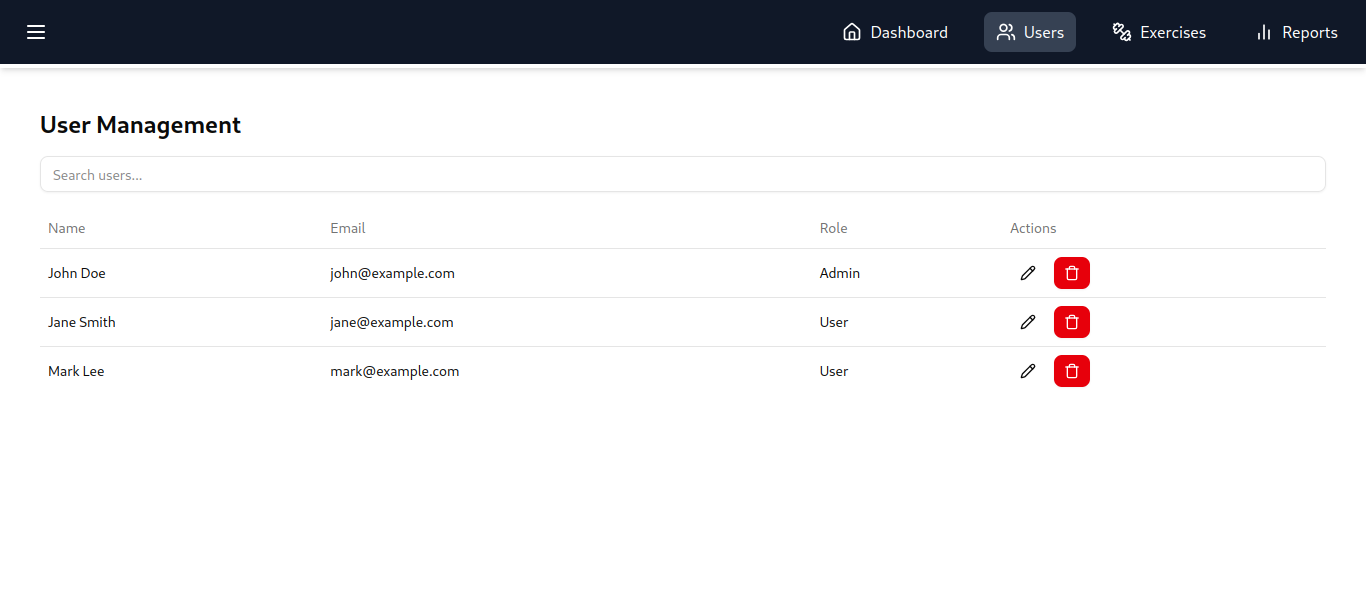 Dashboard Users Exercises Reports
User Management
Search users...
Name Email Role Actions
John Doe john@example.com Admin
Jane Smith jane@example.com User
Mark Lee mark@example.com User